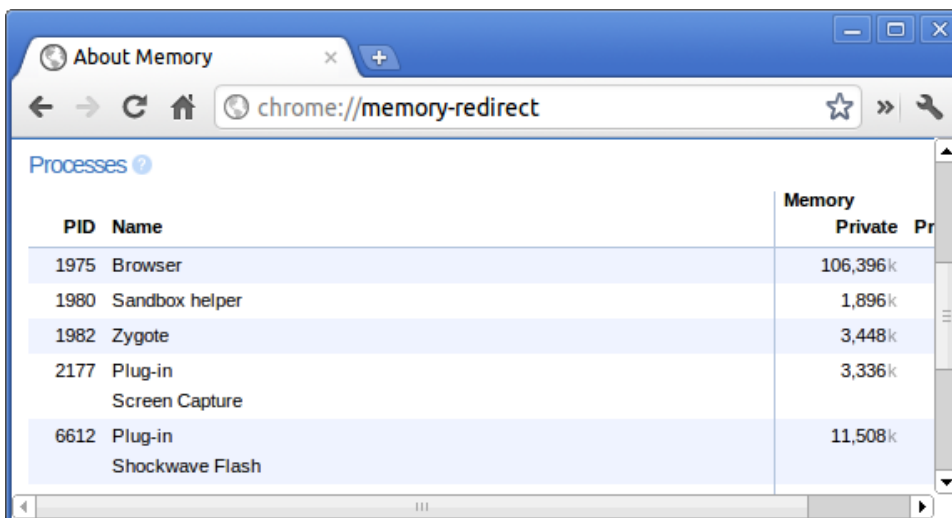 About Memory
chrome://memory-redirect
Processes ?
Memory
PID Name Private Pr
1975 Browser 106,396k
1980 Sandbox helper 1,896k
1982 Zygote 3,448k
2177 Plug-in 3,336k
Screen Capture
6612 Plug-in 11,508k
Shockwave Flash